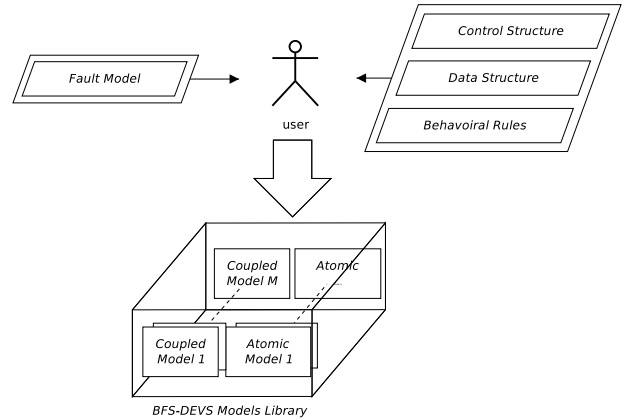 Control Structure
Fault Model
Data Structure
Behavoiral Rules
user
Coupled
Model M
Atomic
Coupled
Model 1
Atomic
Model 1
BFS-DEVS Models Library